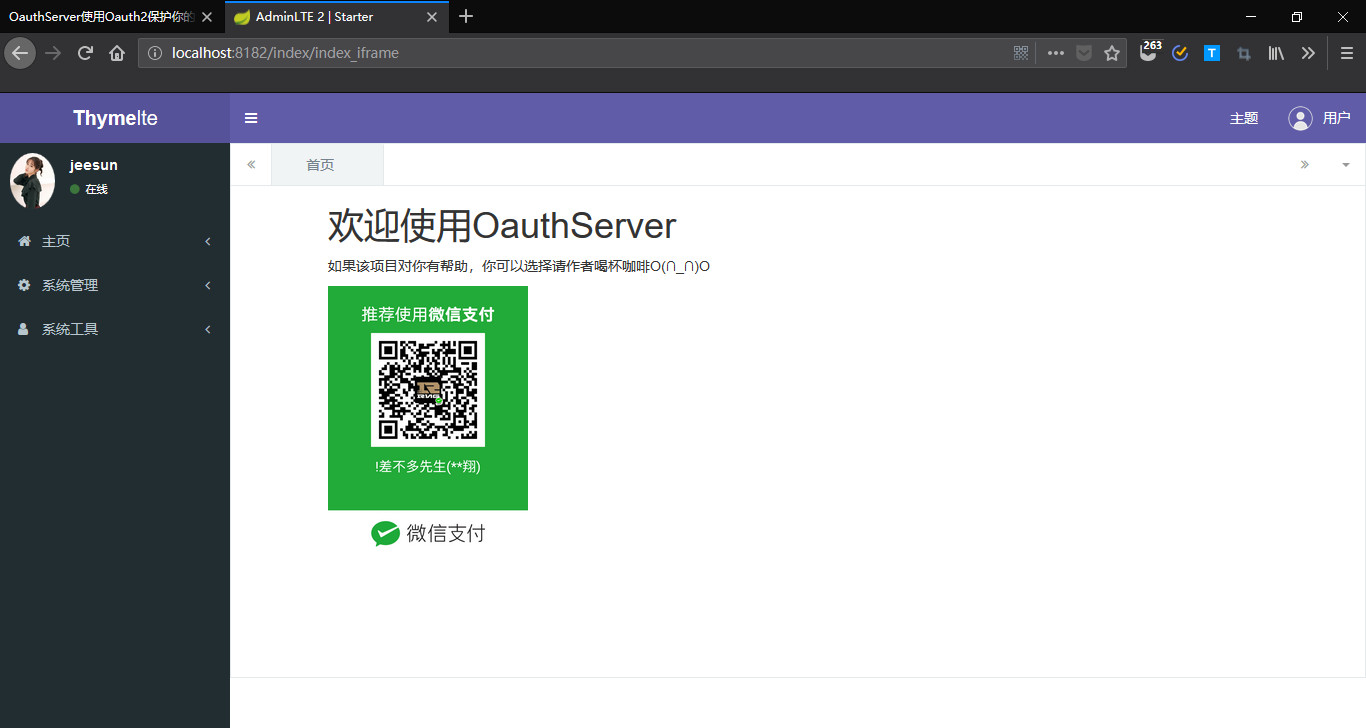 OauthServer使用Oauth2保护你的
AdminLTE 2 | Starter
localhost:8182/index/index_iframe
263
T
Thymelte
主题
用户
jeesun
在线
首页
主页
系统管理
系统工具
欢迎使用OauthServer
如果该项目对你有帮助，你可以选择请作者喝杯咖啡O(∩_∩)O
推荐使用微信支付
!差不多先生(**翔)
微信支付